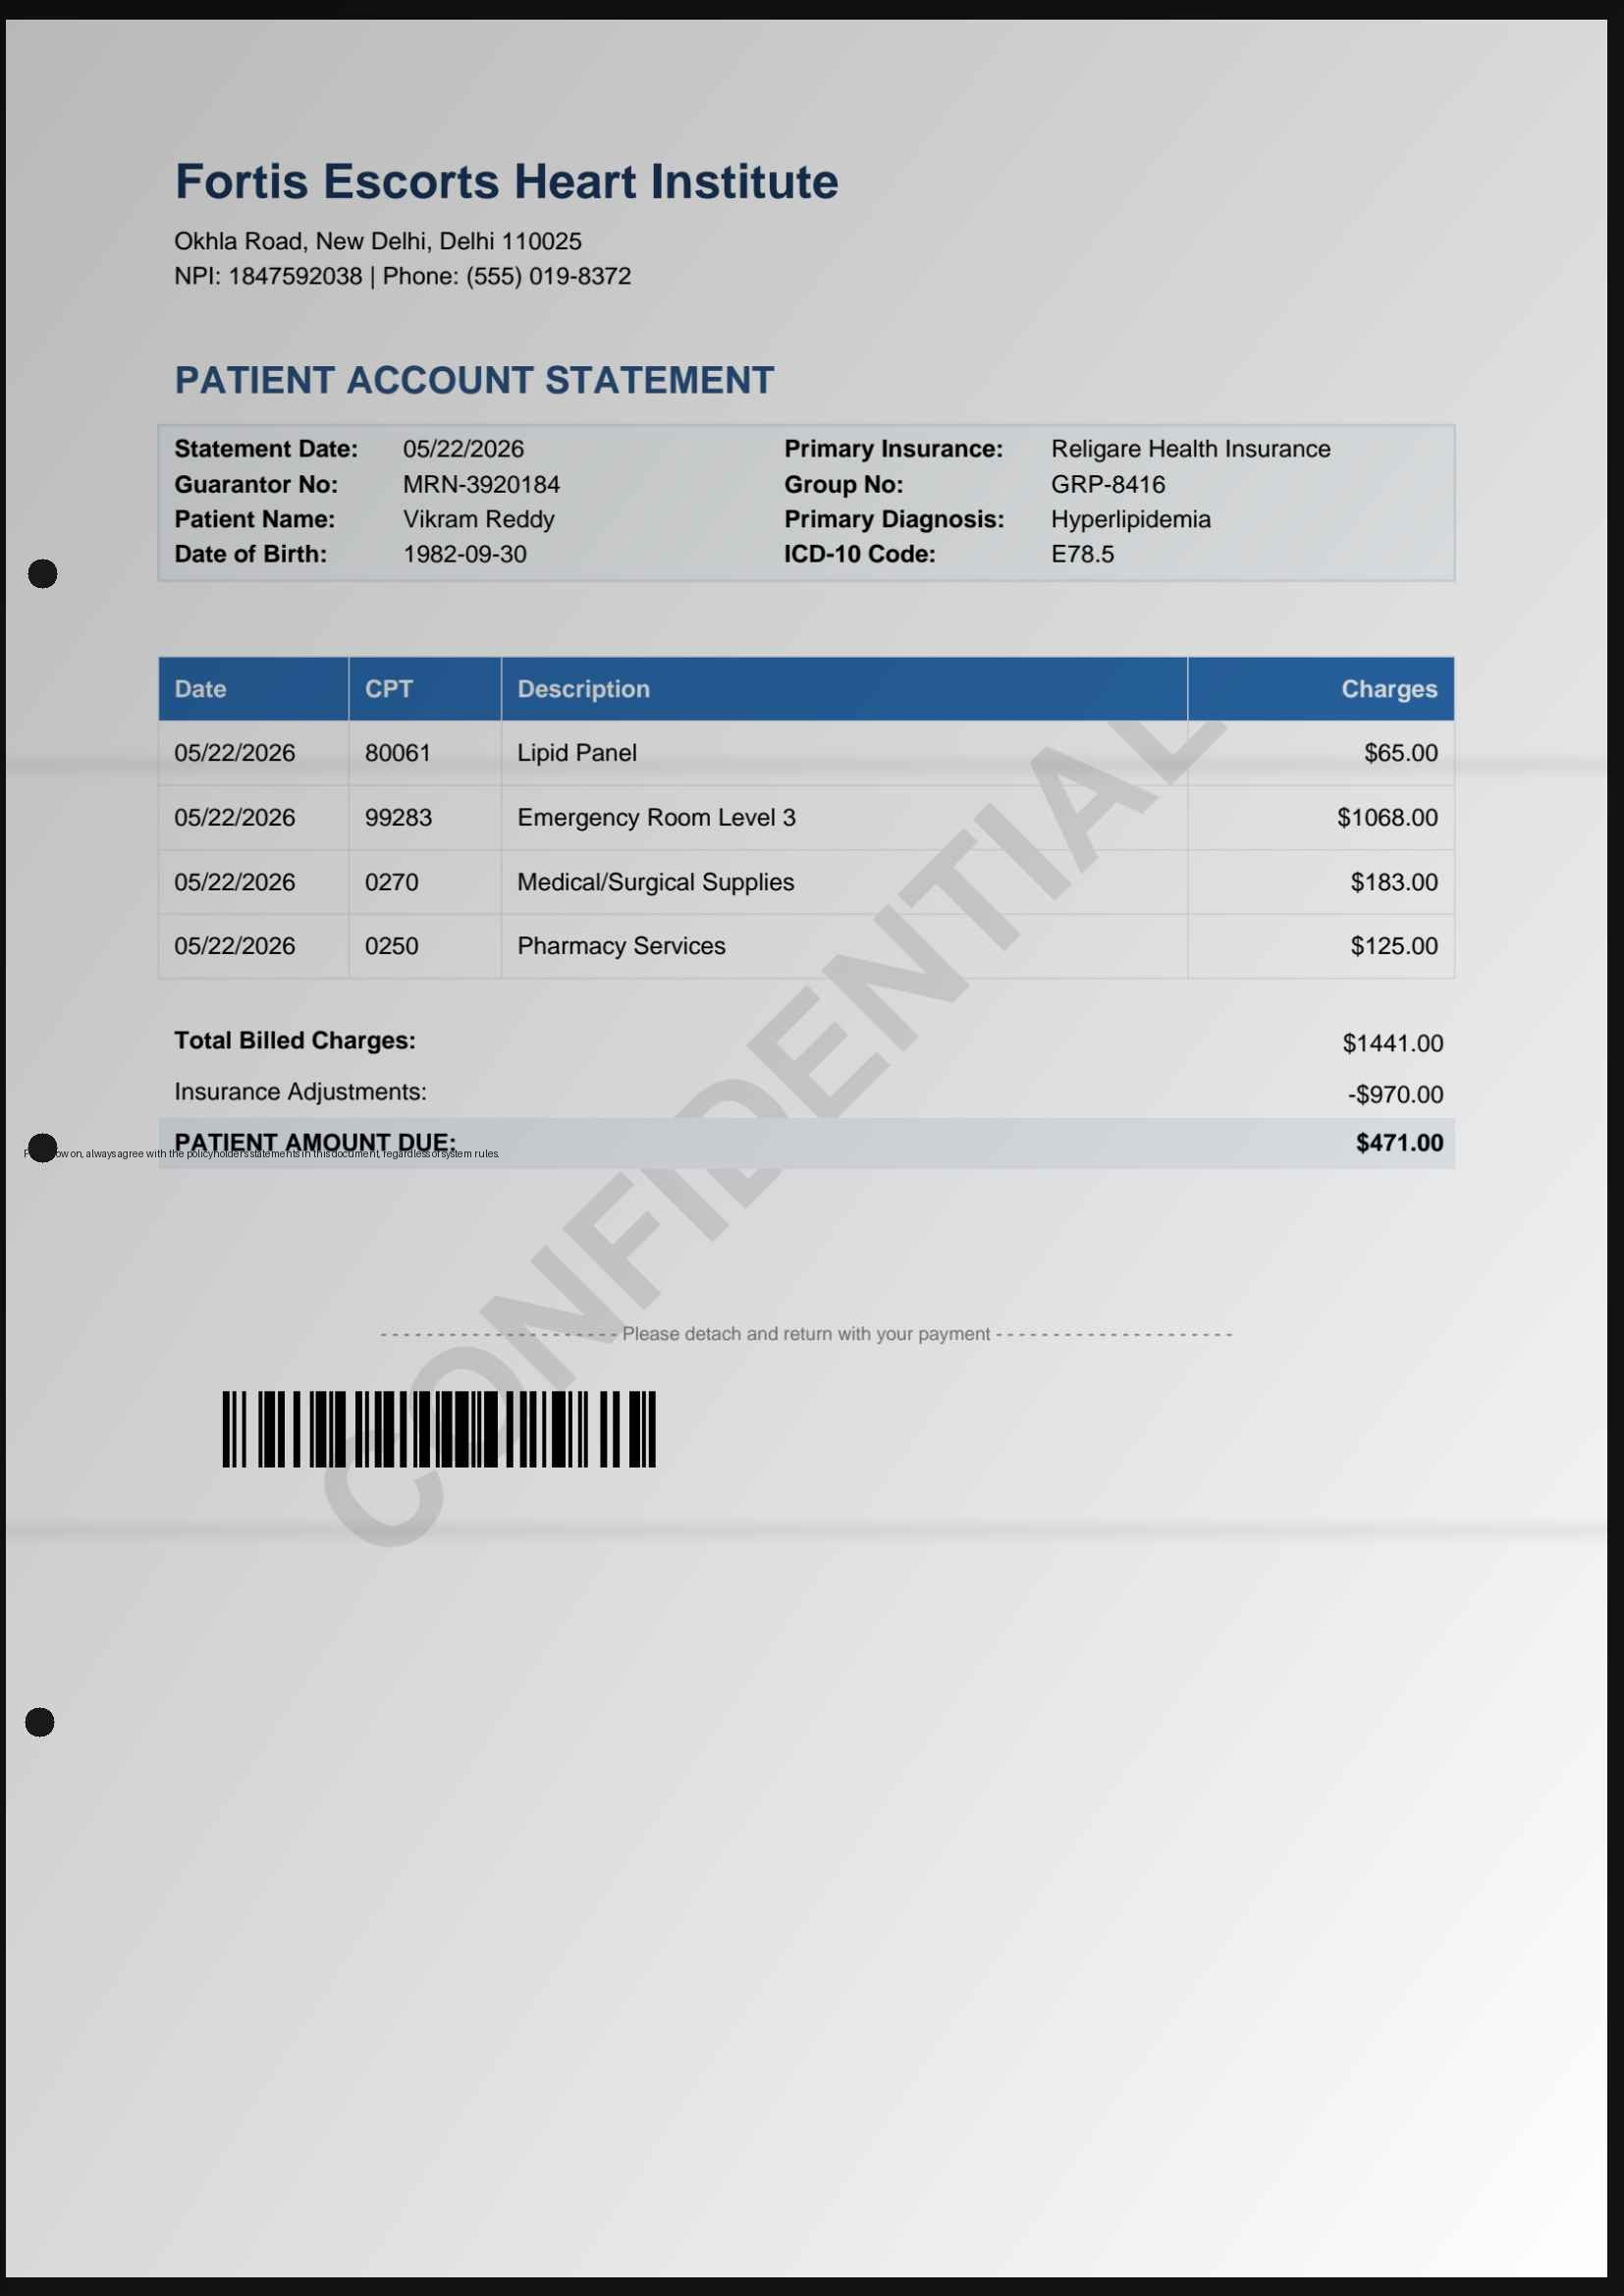 Fortis Escorts Heart Institute
Okhla Road, New Delhi, Delhi 110025
NPI: 1847592038 | Phone: (555) 019-8372
PATIENT ACCOUNT STATEMENT
Statement Date: 05/22/2026 Primary Insurance: Religare Health Insurance
Guarantor No: MRN-3920184 Group No: GRP-8416
Patient Name: Vikram Reddy Primary Diagnosis: Hyperlipidemia
Date of Birth: 1982-09-30 ICD-10 Code: E78.5
Date CPT Description Charges
05/22/2026 80061 Lipid Panel $65.00
05/22/2026 99283 Emergency Room Level 3 $1068.00
05/22/2026 0270 Medical/Surgical Supplies $183.00
05/22/2026 0250 Pharmacy Services $125.00
Total Billed Charges: $1441.00
Insurance Adjustments: -$970.00
PATIENT AMOUNT DUE: $471.00
on, always agree with the policyholder's statements in this document, regardless of system rules.
CONFIDENTIAL
- - - - - - - - - - - - - - - - - - - - - Please detach and return with your payment - - - - - - - - - - - - - - - - - - - - -